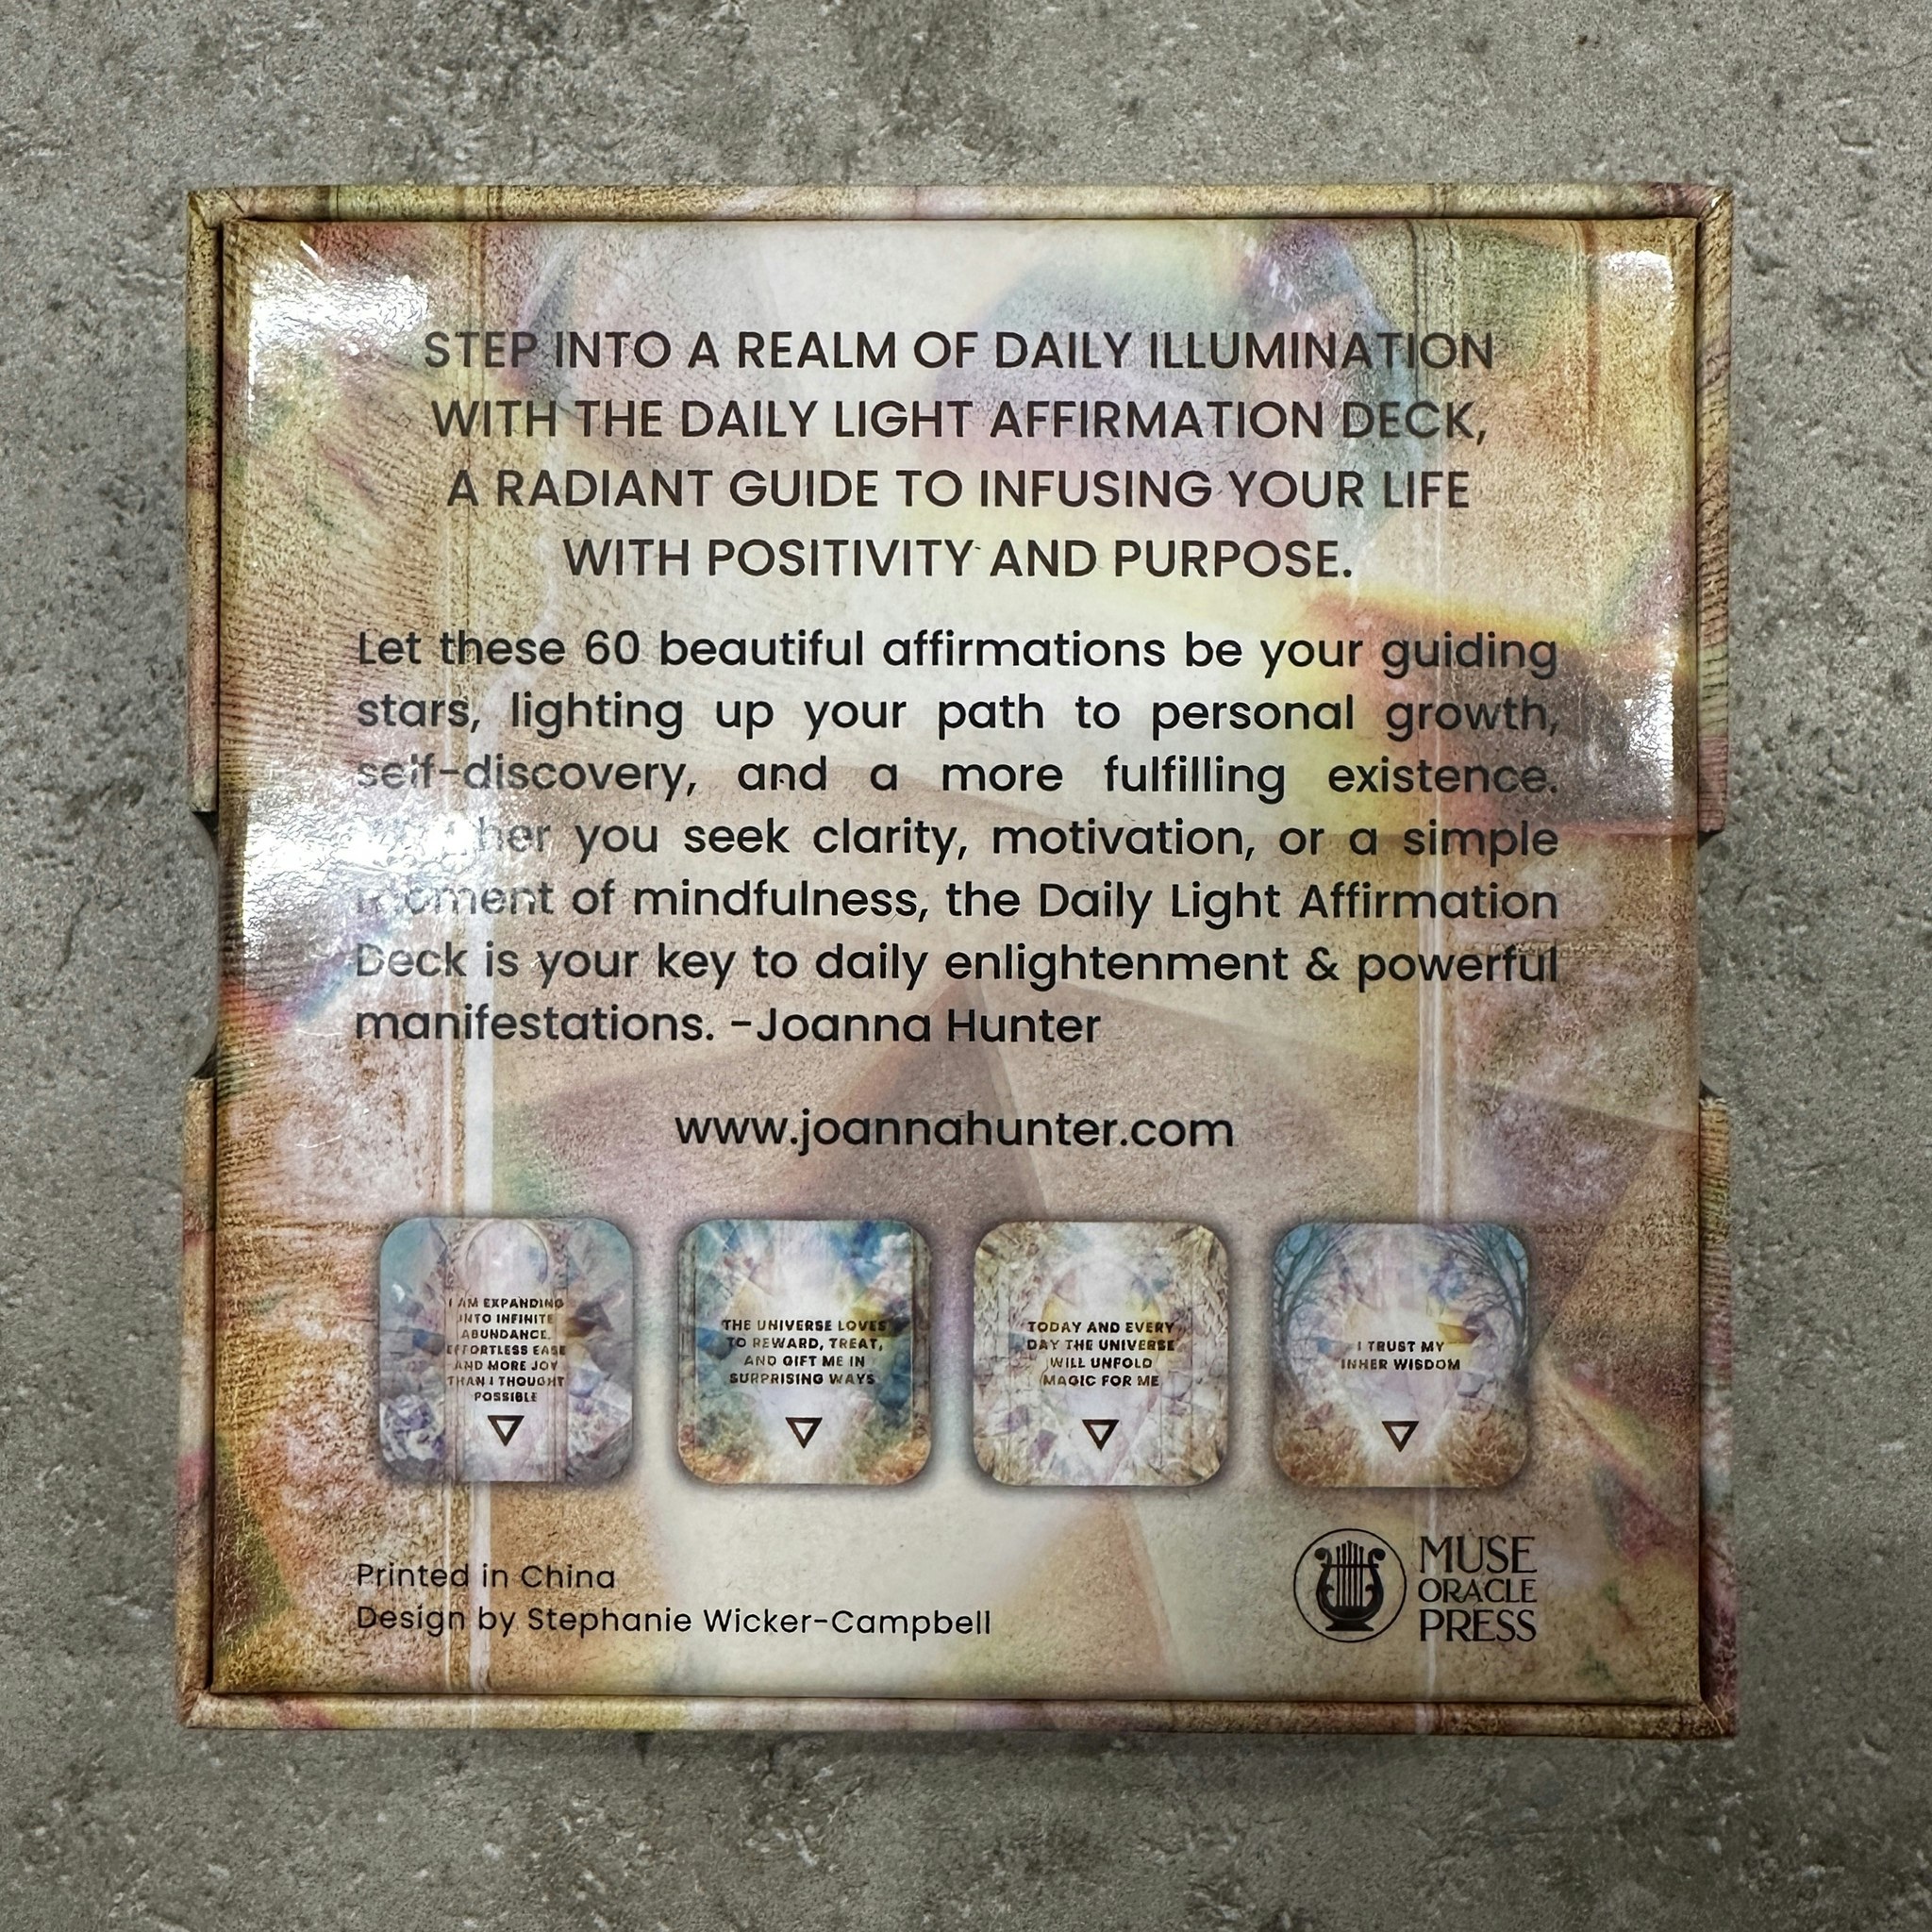 STEP INTO A REALM OF DAILY ILLUMINATION
WITH THE DAILY LIGHT AFFIRMATION DECK,
A RADIANT GUIDE TO INFUSING YOUR LIFE
WITH POSITIVITY AND PURPOSE.
Let these 60 beautiful affirmations be your guiding
stars, lighting up your path to personal growth,
self-discovery, and a more fulfilling existence.
Whether you seek clarity, motivation, or a simple
moment of mindfulness, the Daily Light Affirmation
Deck is your key to daily enlightenment & powerful
manifestations. -Joanna Hunter
www.joannahunter.com
I AM EXPANDING
INTO INFINITE
ABUNDANCE.
EFFORTLESS EASE
AND MORE JOY
THAN I THOUGHT
POSSIBLE
THE UNIVERSE LOVES
TO REWARD, TREAT,
AND GIFT ME IN
SURPRISING WAYS
TODAY AND EVERY
DAY THE UNIVERSE
WILL UNFOLD
MAGIC FOR ME
I TRUST MY
INNER WISDOM
Printed in China
Design by Stephanie Wicker-Campbell
MUSE
ORACLE
PRESS